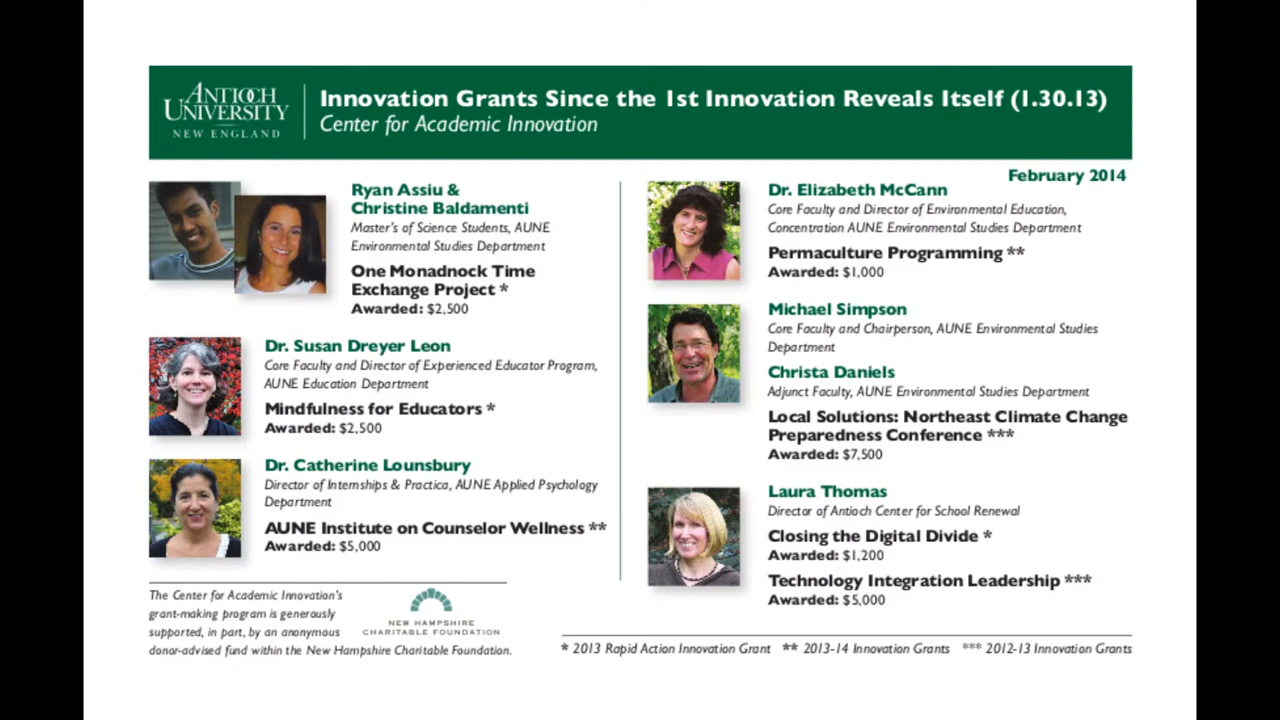 ANTIOCH
UNIVERSITY
NEW ENGLAND
Innovation Grants Since the 1st Innovation Reveals Itself (1.30.13)
Center for Academic Innovation
February 2014
Ryan Assiu &
Christine Baldamenti
Master's of Science Students, AUNE
Environmental Studies Department
One Monadnock Time
Exchange Project *
Awarded: $2,500
Dr. Susan Dreyer Leon
Core Faculty and Director of Experienced Educator Program,
AUNE Education Department
Mindfulness for Educators *
Awarded: $2,500
Dr. Catherine Lounsbury
Director of Internships & Practica, AUNE Applied Psychology
Department
AUNE Institute on Counselor Wellness **
Awarded: $5,000
The Center for Academic Innovation's
grant-making program is generously
supported, in part, by an anonymous
donor-advised fund within the New Hampshire Charitable Foundation.
NEW HAMPSHIRE
CHARITABLE FOUNDATION
Dr. Elizabeth McCann
Core Faculty and Director of Environmental Education,
Concentration AUNE Environmental Studies Department
Permaculture Programming **
Awarded: $1,000
Michael Simpson
Core Faculty and Chairperson, AUNE Environmental Studies
Department
Christa Daniels
Adjunct Faculty, AUNE Environmental Studies Department
Local Solutions: Northeast Climate Change
Preparedness Conference ***
Awarded: $7,500
Laura Thomas
Director of Antioch Center for School Renewal
Closing the Digital Divide *
Awarded: $1,200
Technology Integration Leadership ***
Awarded: $5,000
* 2013 Rapid Action Innovation Grant ** 2013-14 Innovation Grants *** 2012-13 Innovation Grants